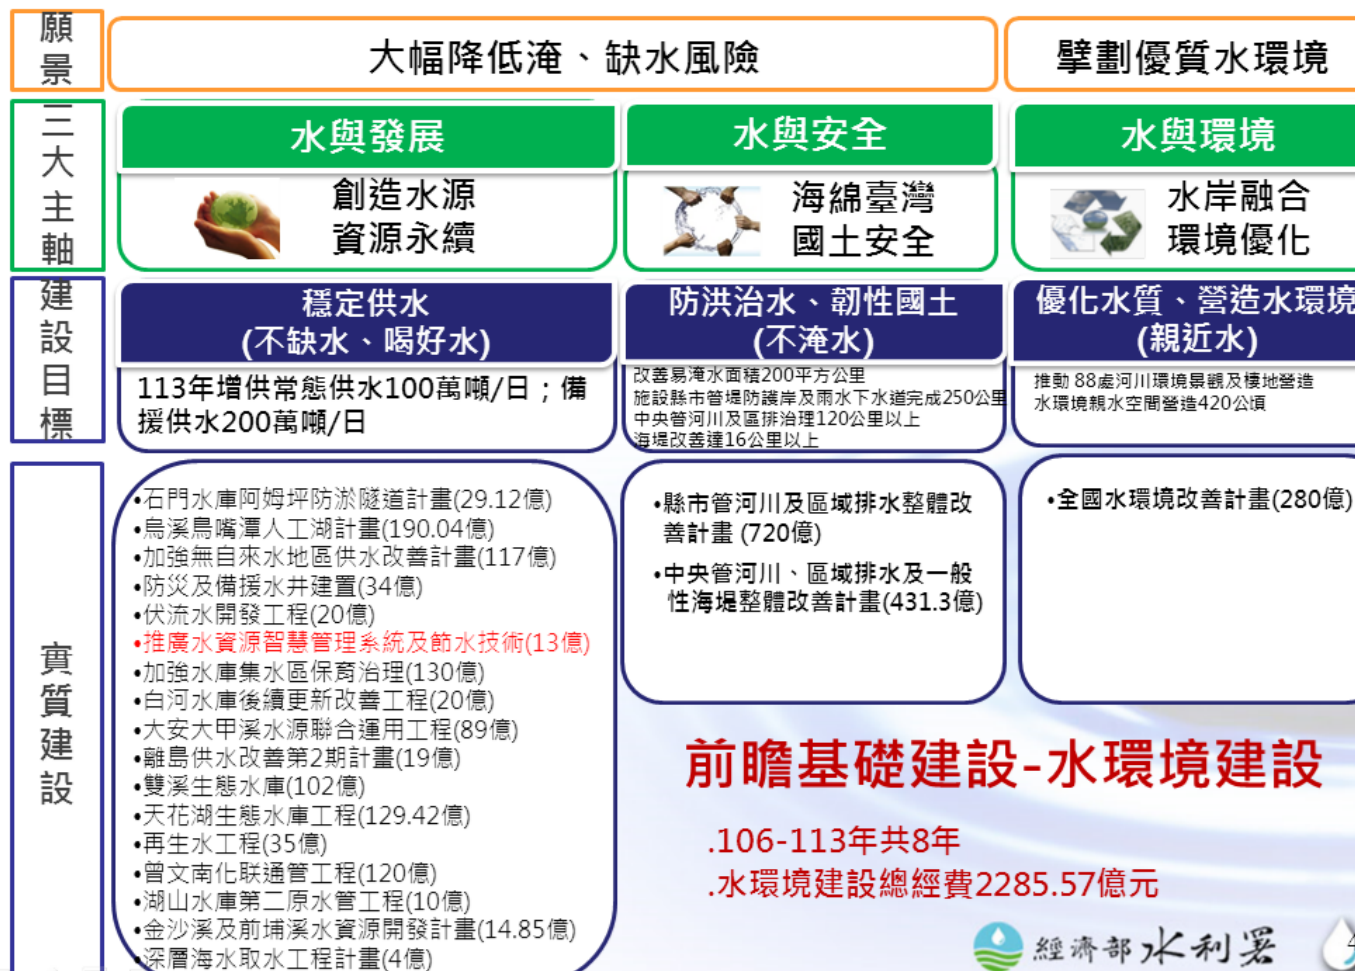 願景
大幅降低淹、缺水風險
擘劃優質水環境
三大主軸
水與發展
創造水源
資源永續
水與安全
海綿臺灣
國土安全
水與環境
水岸融合
環境優化
建設目標
穩定供水
(不缺水、喝好水)
113年增供常態供水100萬噸/日；備
援供水200萬噸/日
防洪治水、韌性國土
(不淹水)
改善易淹水面積200平方公里
施設縣市管堤防護岸及雨水下水道完成250公里
中央管河川及區排治理120公里以上
海堤改善達16公里以上
優化水質、營造水環境
(親近水)
推動 88處河川環境景觀及棲地營造
水環境親水空間營造420公頃
實質建設
•石門水庫阿姆坪防淤隧道計畫(29.12億)
•烏溪鳥嘴潭人工湖計畫(190.04億)
•加強無自來水地區供水改善計畫(117億)
•防災及備援水井建置(34億)
•伏流水開發工程(20億)
•推廣水資源智慧管理系統及節水技術(13億)
•加強水庫集水區保育治理(130億)
•白河水庫後續更新改善工程(20億)
•大安大甲溪水源聯合運用工程(89億)
•離島供水改善第2期計畫(19億)
•雙溪生態水庫(102億)
•天花湖生態水庫工程(129.42億)
•再生水工程(35億)
•曾文南化联通管工程(120億)
•湖山水庫第二原水管工程(10億)
•金沙溪及前埔溪水資源開發計畫(14.85億)
•深層海水取水工程計畫(4億)
•縣市管河川及區域排水整體改
善計畫 (720億)
•中央管河川、區域排水及一般
性海堤整體改善計畫(431.3億)
•全國水環境改善計畫(280億)
前瞻基礎建設-水環境建設
.106-113年共8年
.水環境建設總經費2285.57億元
經濟部水利署